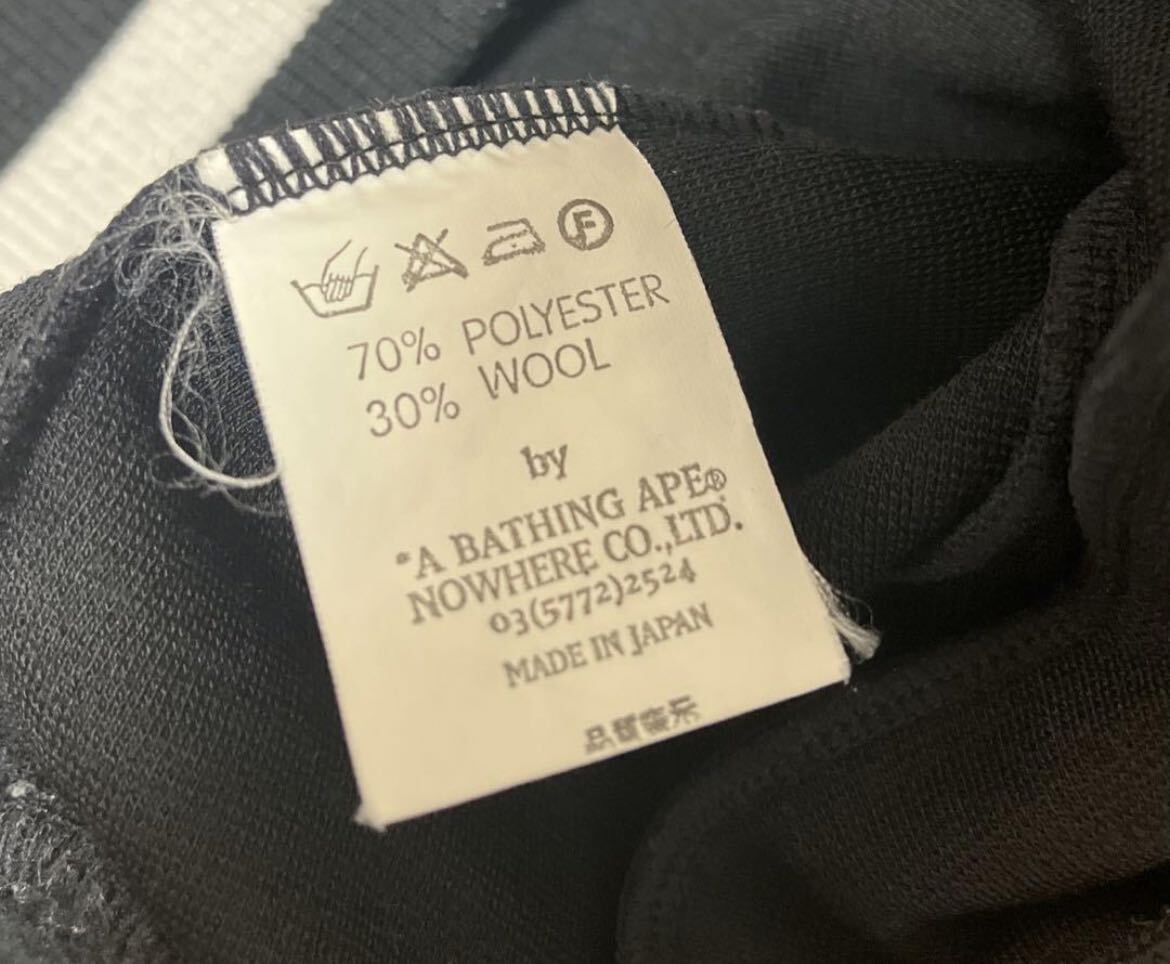 F
70% POLYESTER
30% WOOL
by
*A BATHING APE®
NOWHERE CO.,LTD.
03(5772)2524
MADE IN JAPAN
品質表示